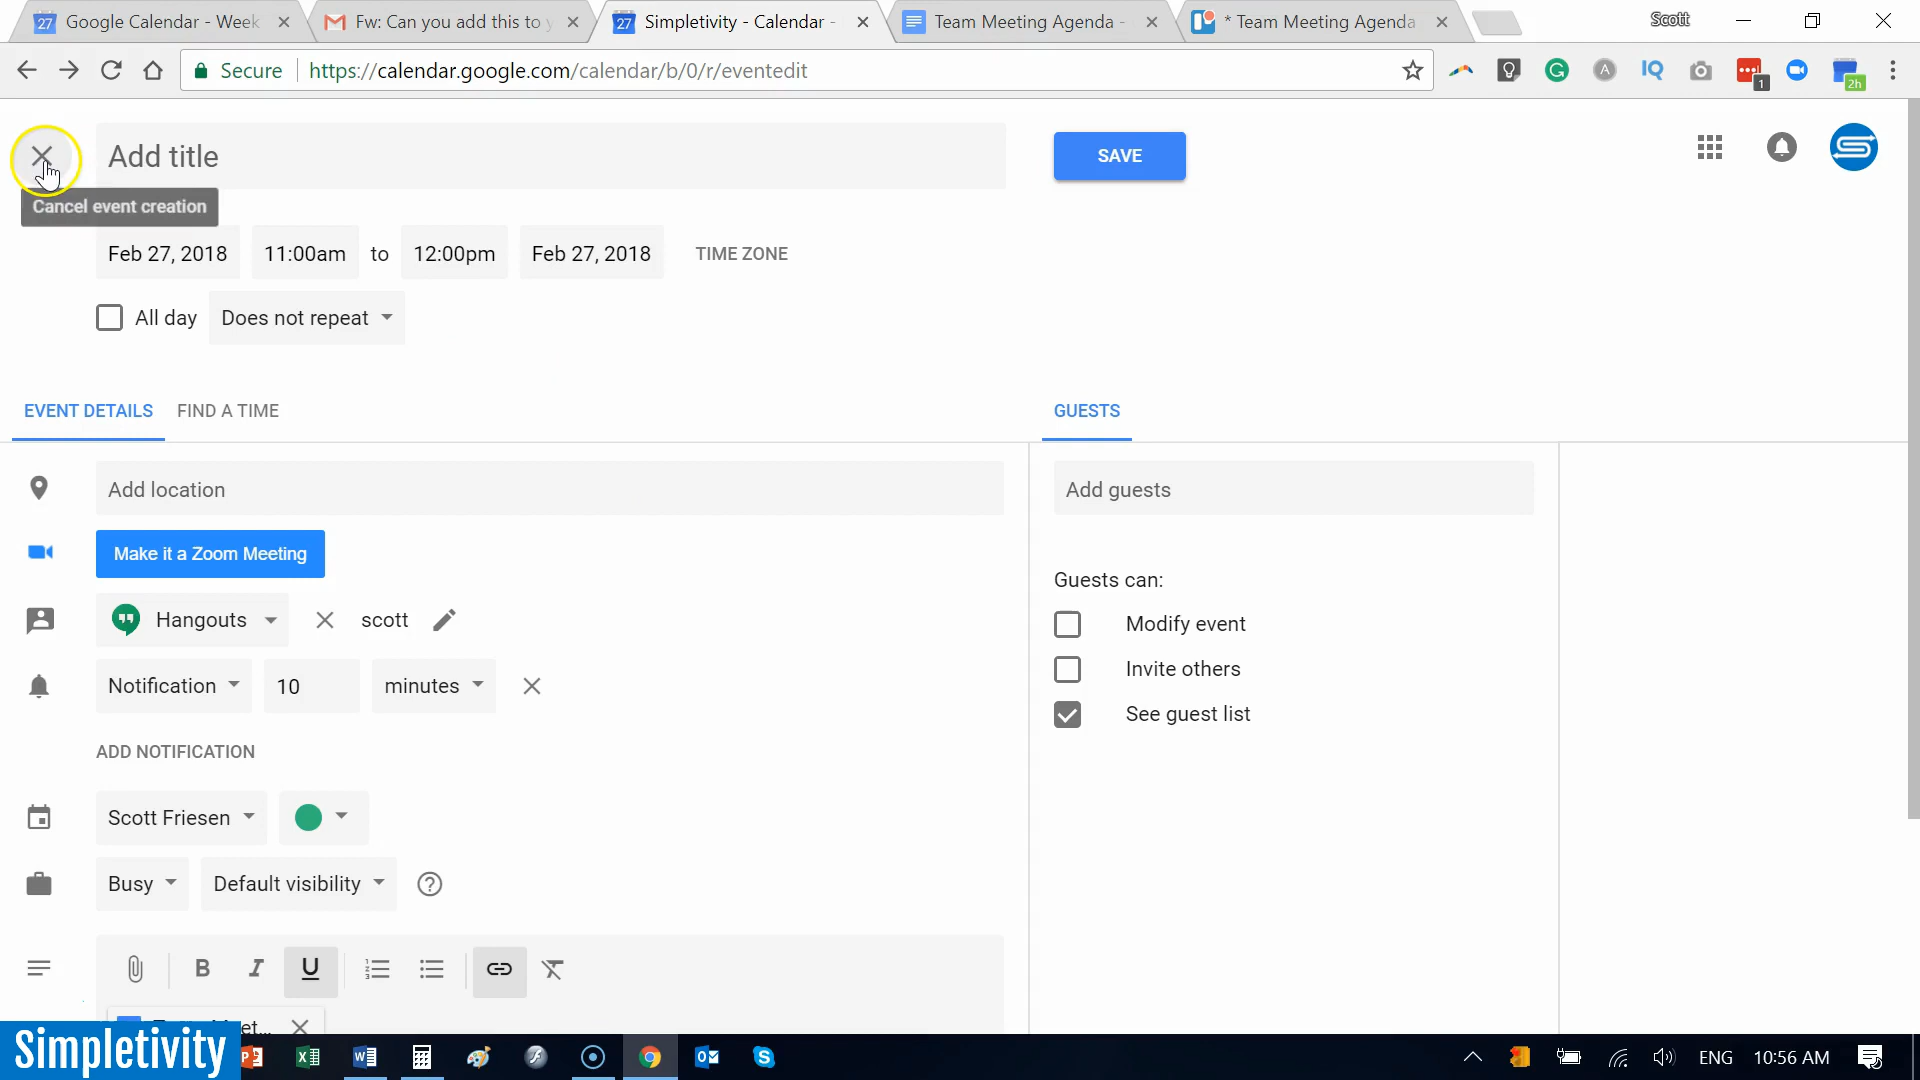 Google Calendar - Week
Fw: Can you add this to y
Simpletivity - Calendar -
Team Meeting Agenda -
* Team Meeting Agenda
Scott
Secure
https://calendar.google.com/calendar/b/0/r/eventedit
1
2h
Add title
SAVE
Cancel event creation
Feb 27, 2018
11:00am
to
12:00pm
Feb 27, 2018
TIME ZONE
All day
Does not repeat
EVENT DETAILS
FIND A TIME
GUESTS
Add location
Add guests
Make it a Zoom Meeting
Guests can:
Hangouts
scott
Modify event
Invite others
Notification
10
minutes
See guest list
ADD NOTIFICATION
Scott Friesen
Busy
Default visibility
B
I
U
Simpletivity
ENG
10:56 AM